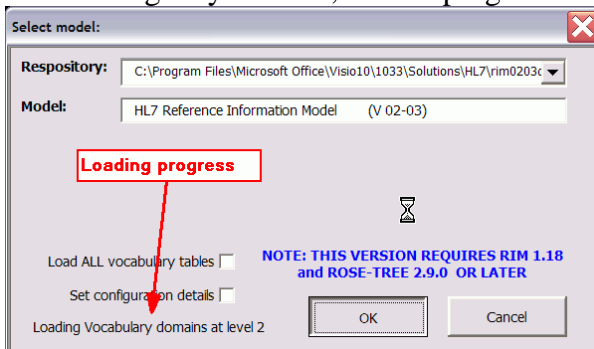 Select model:
Respository: C:\Program Files\Microsoft Office\Visio10\1033\Solutions\HL7\rim0203c
Model: HL7 Reference Information Model (V 02-03)
Loading progress
Load ALL vocabulary tables
NOTE: THIS VERSION REQUIRES RIM 1.18
and ROSE-TREE 2.9.0 OR LATER
Set configuration details
Loading Vocabulary domains at level 2
OK
Cancel